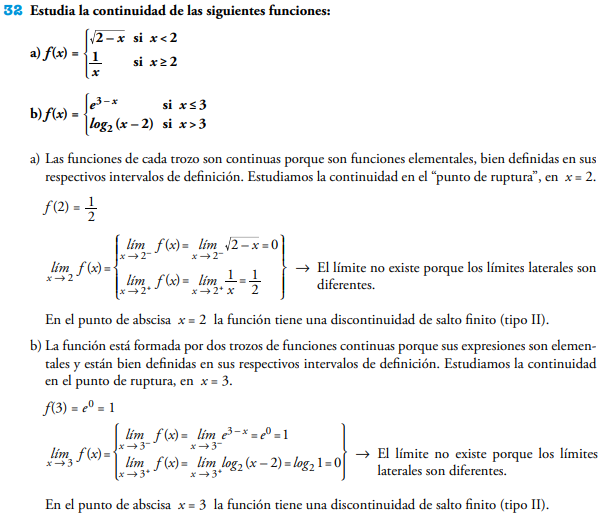 32 Estudia la continuidad de las siguientes funciones:
a) f(x) = { √(2 – x) si x < 2
1/x si x ≥ 2
b) f(x) = { e^(3 – x) si x ≤ 3
log₂ (x – 2) si x > 3
a) Las funciones de cada trozo son continuas porque son funciones elementales, bien definidas en sus
respectivos intervalos de definición. Estudiamos la continuidad en el “punto de ruptura”, en x = 2.
f(2) = 1/2
lím x → 2 f(x) = { lím x → 2⁻ f(x) = lím x → 2⁻ √(2 – x) = 0
lím x → 2⁺ f(x) = lím x → 2⁺ 1/x = 1/2 } → El límite no existe porque los límites laterales son
diferentes.
En el punto de abscisa x = 2 la función tiene una discontinuidad de salto finito (tipo II).
b) La función está formada por dos trozos de funciones continuas porque sus expresiones son elemen-
tales y están bien definidas en sus respectivos intervalos de definición. Estudiamos la continuidad
en el punto de ruptura, en x = 3.
f(3) = e⁰ = 1
lím x → 3 f(x) = { lím x → 3⁻ f(x) = lím x → 3⁻ e^(3 – x) = e⁰ = 1
lím x → 3⁺ f(x) = lím x → 3⁺ log₂ (x – 2) = log₂ 1 = 0 } → El límite no existe porque los límites
laterales son diferentes.
En el punto de abscisa x = 3 la función tiene una discontinuidad de salto finito (tipo II).